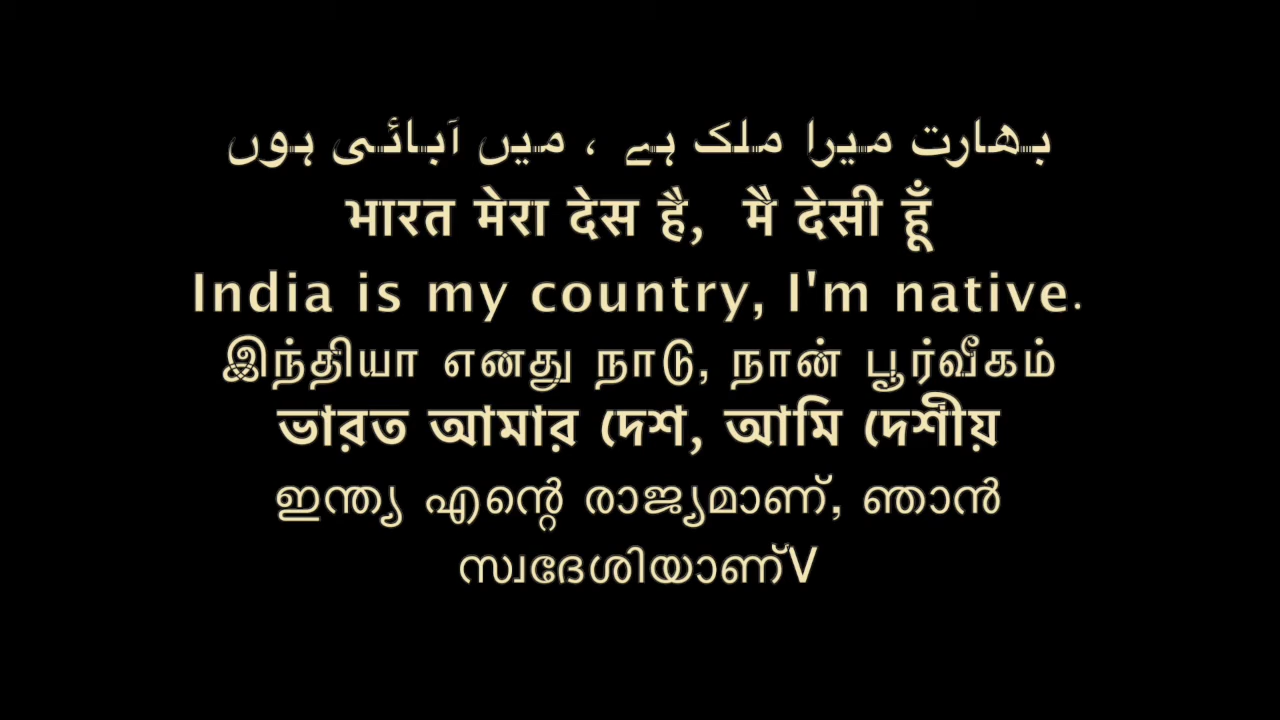 بھارت میرا ملک ہے ، میں آبائی ہوں
भारत मेरा देस है, मै देसी हूँ
India is my country, I'm native.
இந்தியா எனது நாடு, நான் பூர்வீகம்
ভারত আমার দেশ, আমি দেশীয়
ഇന്ത്യ എന്റെ രാജ്യമാണ്, ഞാൻ
സ്വദേശിയാണ്V